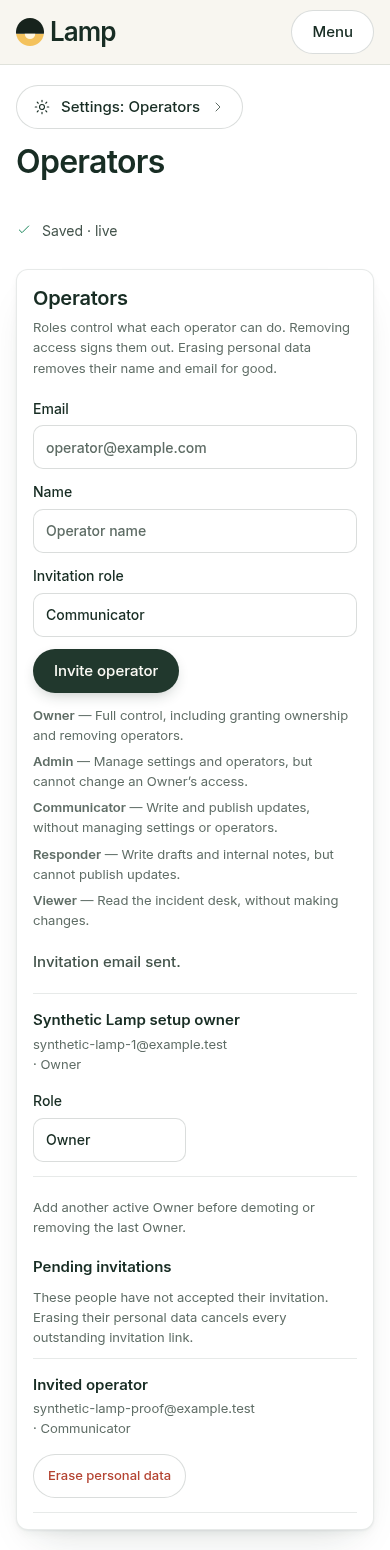 Lamp
Menu
Settings: Operators
Operators
Saved · live
Operators
Roles control what each operator can do. Removing
access signs them out. Erasing personal data
removes their name and email for good.
Email
operator@example.com
Name
Operator name
Invitation role
Communicator
Invite operator
Owner — Full control, including granting ownership
and removing operators.
Admin — Manage settings and operators, but
cannot change an Owner’s access.
Communicator — Write and publish updates,
without managing settings or operators.
Responder — Write drafts and internal notes, but
cannot publish updates.
Viewer — Read the incident desk, without making
changes.
Invitation email sent.
Synthetic Lamp setup owner
synthetic-lamp-1@example.test
· Owner
Role
Owner
Add another active Owner before demoting or
removing the last Owner.
Pending invitations
These people have not accepted their invitation.
Erasing their personal data cancels every
outstanding invitation link.
Invited operator
synthetic-lamp-proof@example.test
· Communicator
Erase personal data